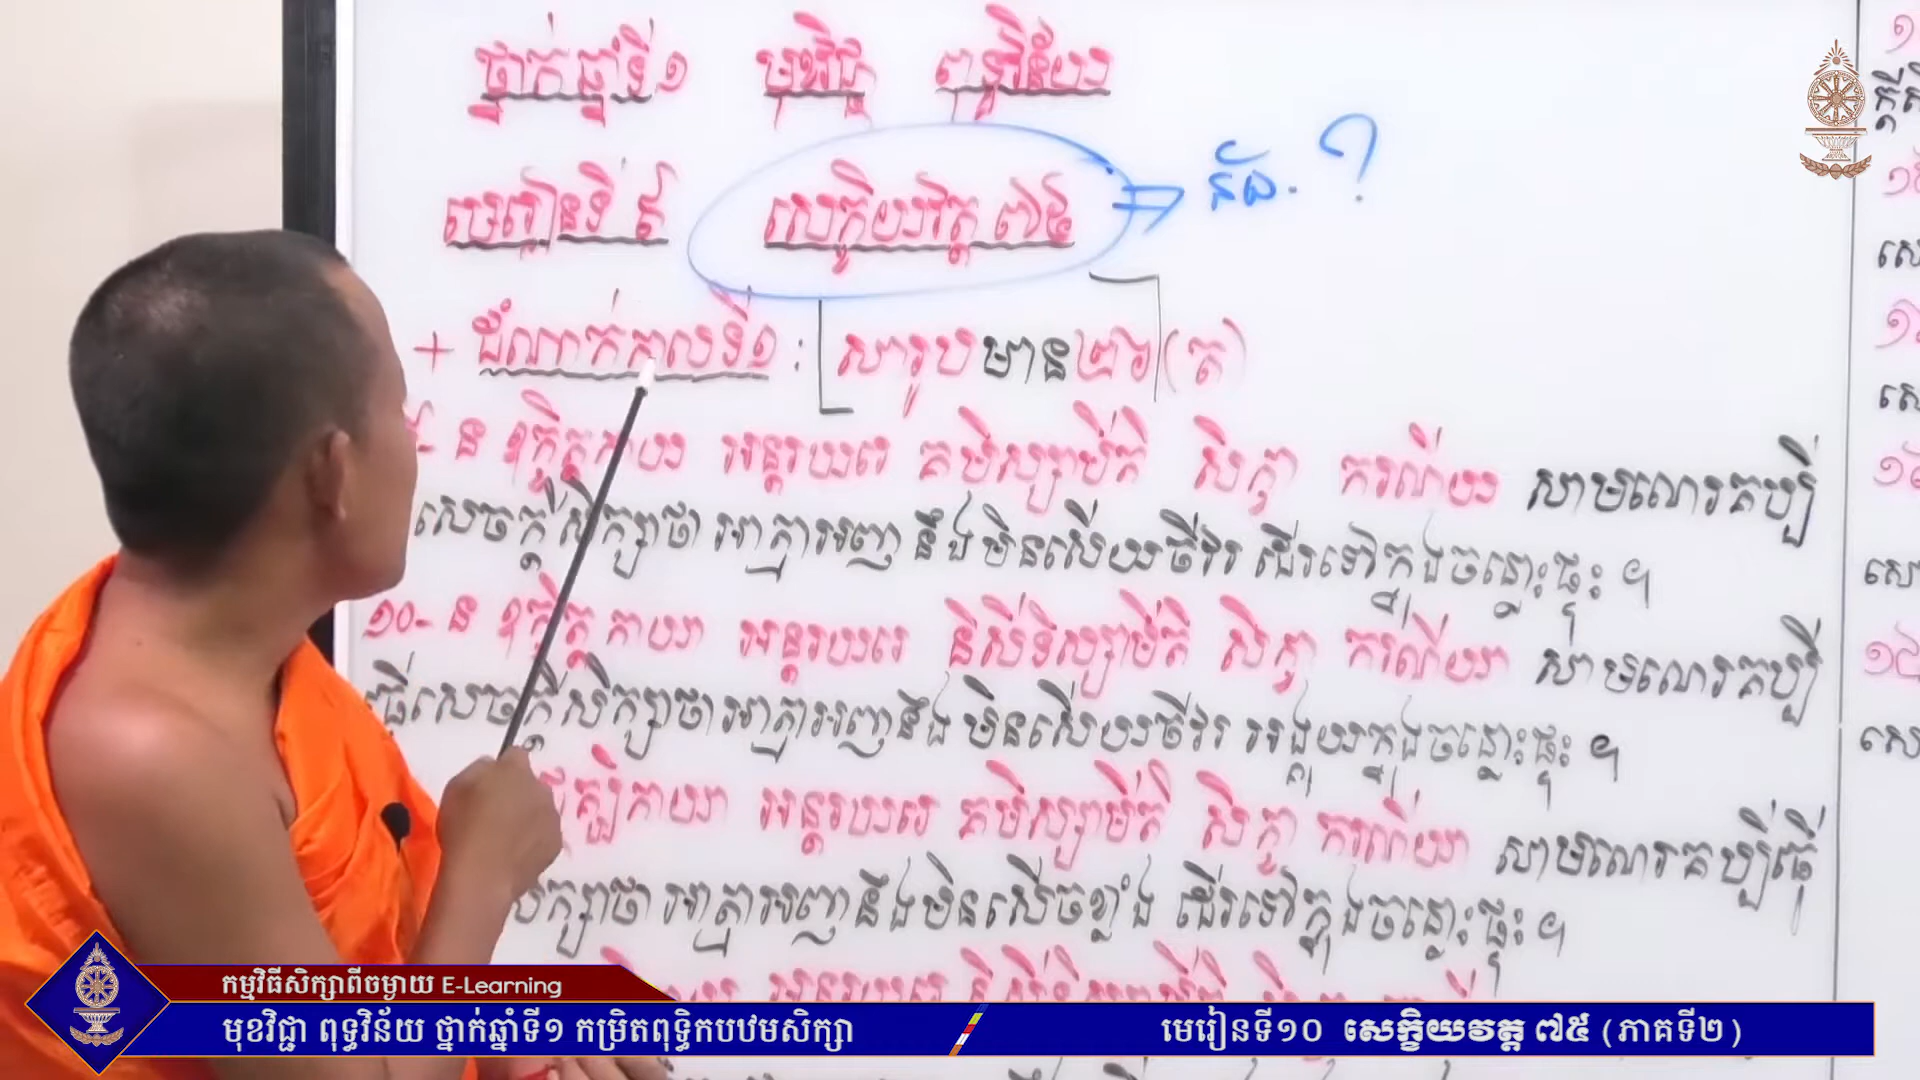 ថ្នាក់ឆ្នាំទី១ មុខវិជ្ជា ពុទ្ធវិន័យ
មេរៀនទី ៩ សេក្ខិយវត្ត ៧៥ ?
+ ដំណាក់កាលទី១ : សារូបមាន២៦ (ត)
ន ឧក្ខិត្តកាយ អន្តរឃរេ គមិស្សាមីតិ សិក្ខា ករណីយ សាមណេរគប្បី
សេចក្តីសិក្សាថា អាត្មាអញ នឹងមិនសើយចីវរ ដើរទៅក្នុងចន្លោះផ្ទះ ។
១០- ន ឧក្ខិត្តកាយា អន្តរឃរេ និសីទិស្សាមីតិ សិក្ខា ករណីយា សាមណេរគប្បី
ធ្វើសេចក្តីសិក្សាថា អាត្មាអញនឹង មិនសើយចីវរ អង្គុយក្នុងចន្លោះផ្ទះ ។
អន្តរឃរេ គមិស្សាមីតិ សិក្ខា ករណីយា សាមណេរគប្បីធ្វើ
សិក្សាថា អាត្មាអញនឹងមិនសើចខ្លាំង ដើរទៅក្នុងចន្លោះផ្ទះ ។
កម្មវិធីសិក្សាពីចម្ងាយ E-Learning
មុខវិជ្ជា ពុទ្ធវិន័យ ថ្នាក់ឆ្នាំទី១ កម្រិតពុទ្ធិកបឋមសិក្សា
មេរៀនទី១០ សេក្ខិយវត្ត ៧៥ (ភាគទី២)